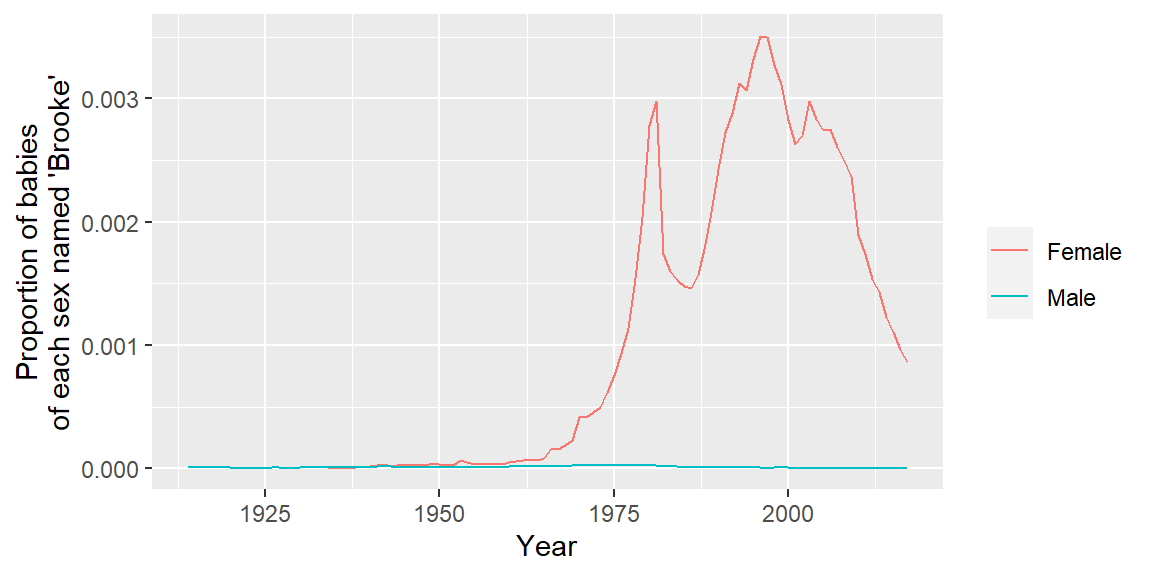 Proportion of babies
of each sex named 'Brooke'
0.003
0.002
0.001
0.000
1925
1950
1975
2000
Year
Female
Male